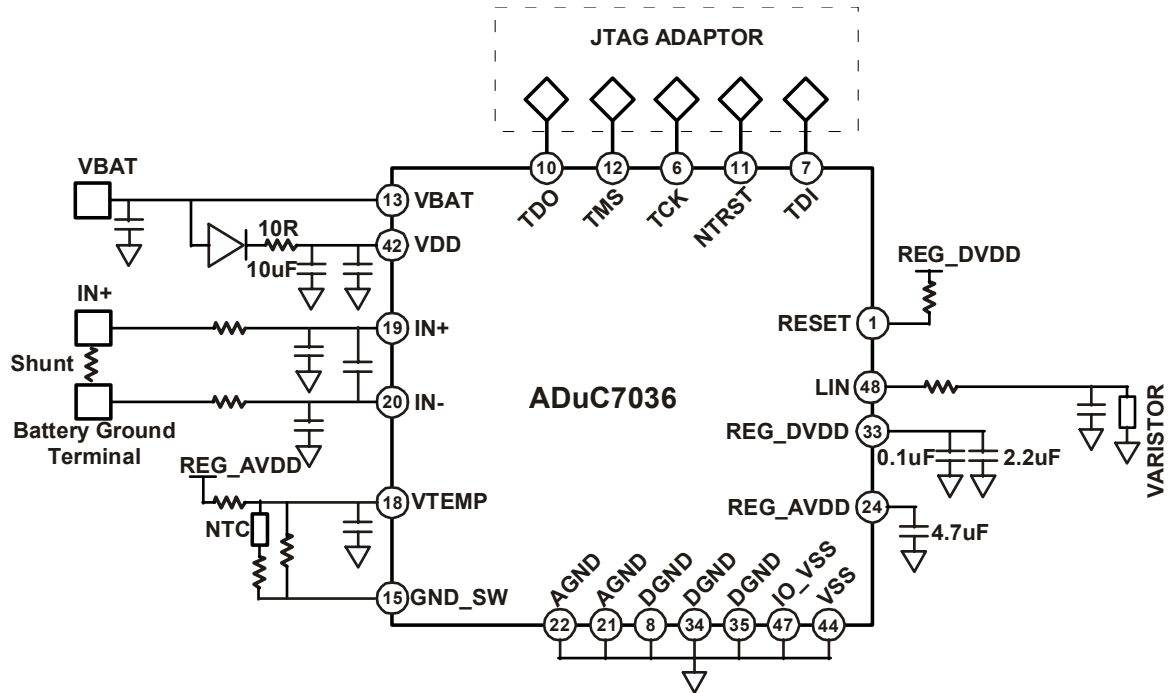 JTAG ADAPTOR
10
12
6
11
7
TDO
TMS
TCK
NTRST
TDI
VBAT
13
VBAT
10R
42
VDD
10uF
IN+
19
IN+
Shunt
20
IN-
Battery Ground
Terminal
REG_AVDD
18
VTEMP
NTC
15
GND_SW
ADuC7036
REG_DVDD
RESET
1
LIN
48
REG_DVDD
33
0.1uF
2.2uF
VARISTOR
REG_AVDD
24
4.7uF
AGND
AGND
DGND
DGND
DGND
IO_VSS
VSS
22
21
8
34
35
47
44